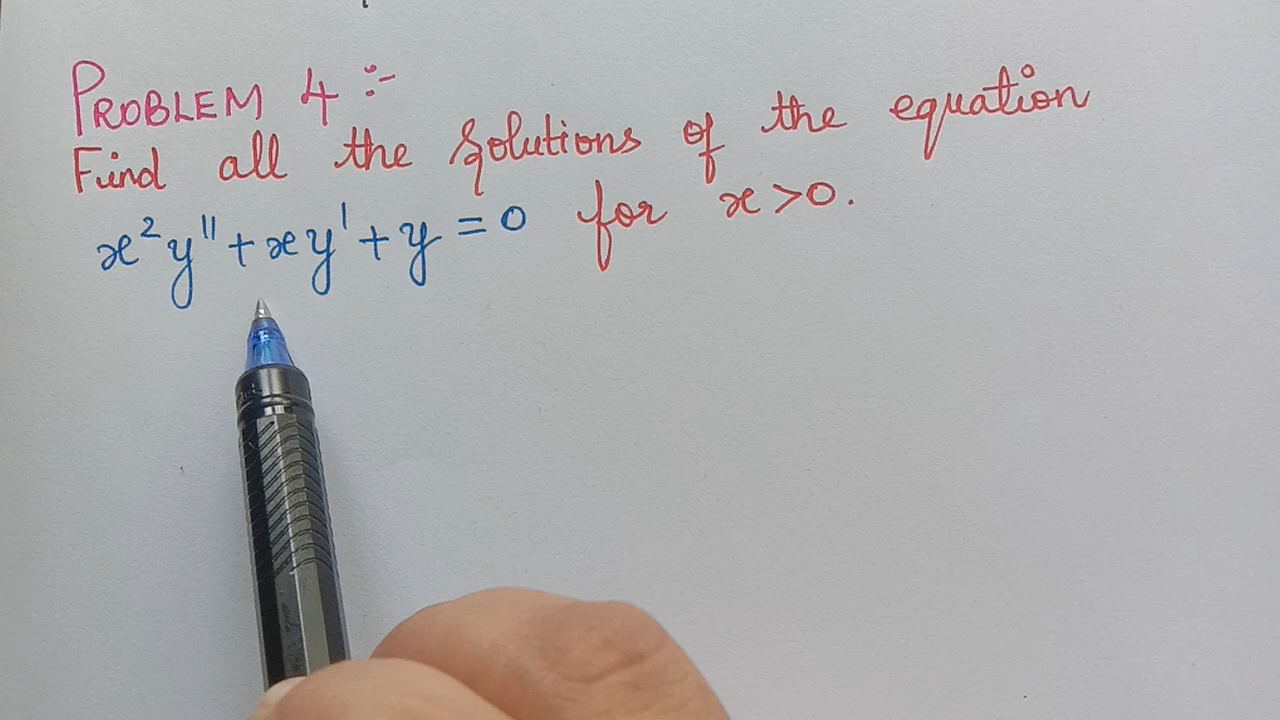 PROBLEM 4 :-
Find all the solutions of the equation
x²y" + xy' + y = 0 for x > 0.